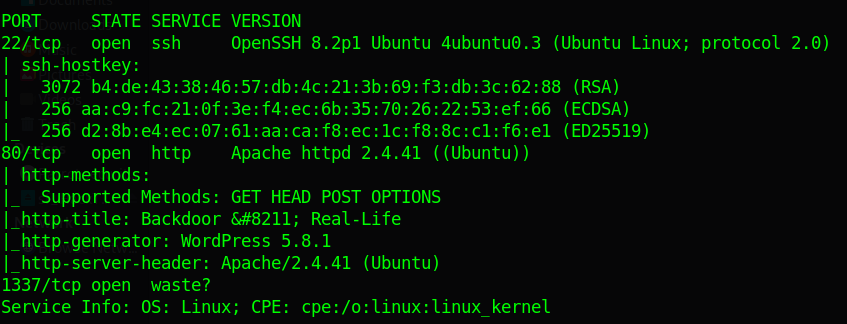 PORT     STATE SERVICE VERSION
22/tcp   open  ssh     OpenSSH 8.2p1 Ubuntu 4ubuntu0.3 (Ubuntu Linux; protocol 2.0)
| ssh-hostkey:
|   3072 b4:de:43:38:46:57:db:4c:21:3b:69:f3:db:3c:62:88 (RSA)
|   256 aa:c9:fc:21:0f:3e:f4:ec:6b:35:70:26:22:53:ef:66 (ECDSA)
|_  256 d2:8b:e4:ec:07:61:aa:ca:f8:ec:1c:f8:8c:c1:f6:e1 (ED25519)
80/tcp   open  http    Apache httpd 2.4.41 ((Ubuntu))
| http-methods:
|_  Supported Methods: GET HEAD POST OPTIONS
|_http-title: Backdoor &#8211; Real-Life
|_http-generator: WordPress 5.8.1
|_http-server-header: Apache/2.4.41 (Ubuntu)
1337/tcp open  waste?
Service Info: OS: Linux; CPE: cpe:/o:linux:linux_kernel